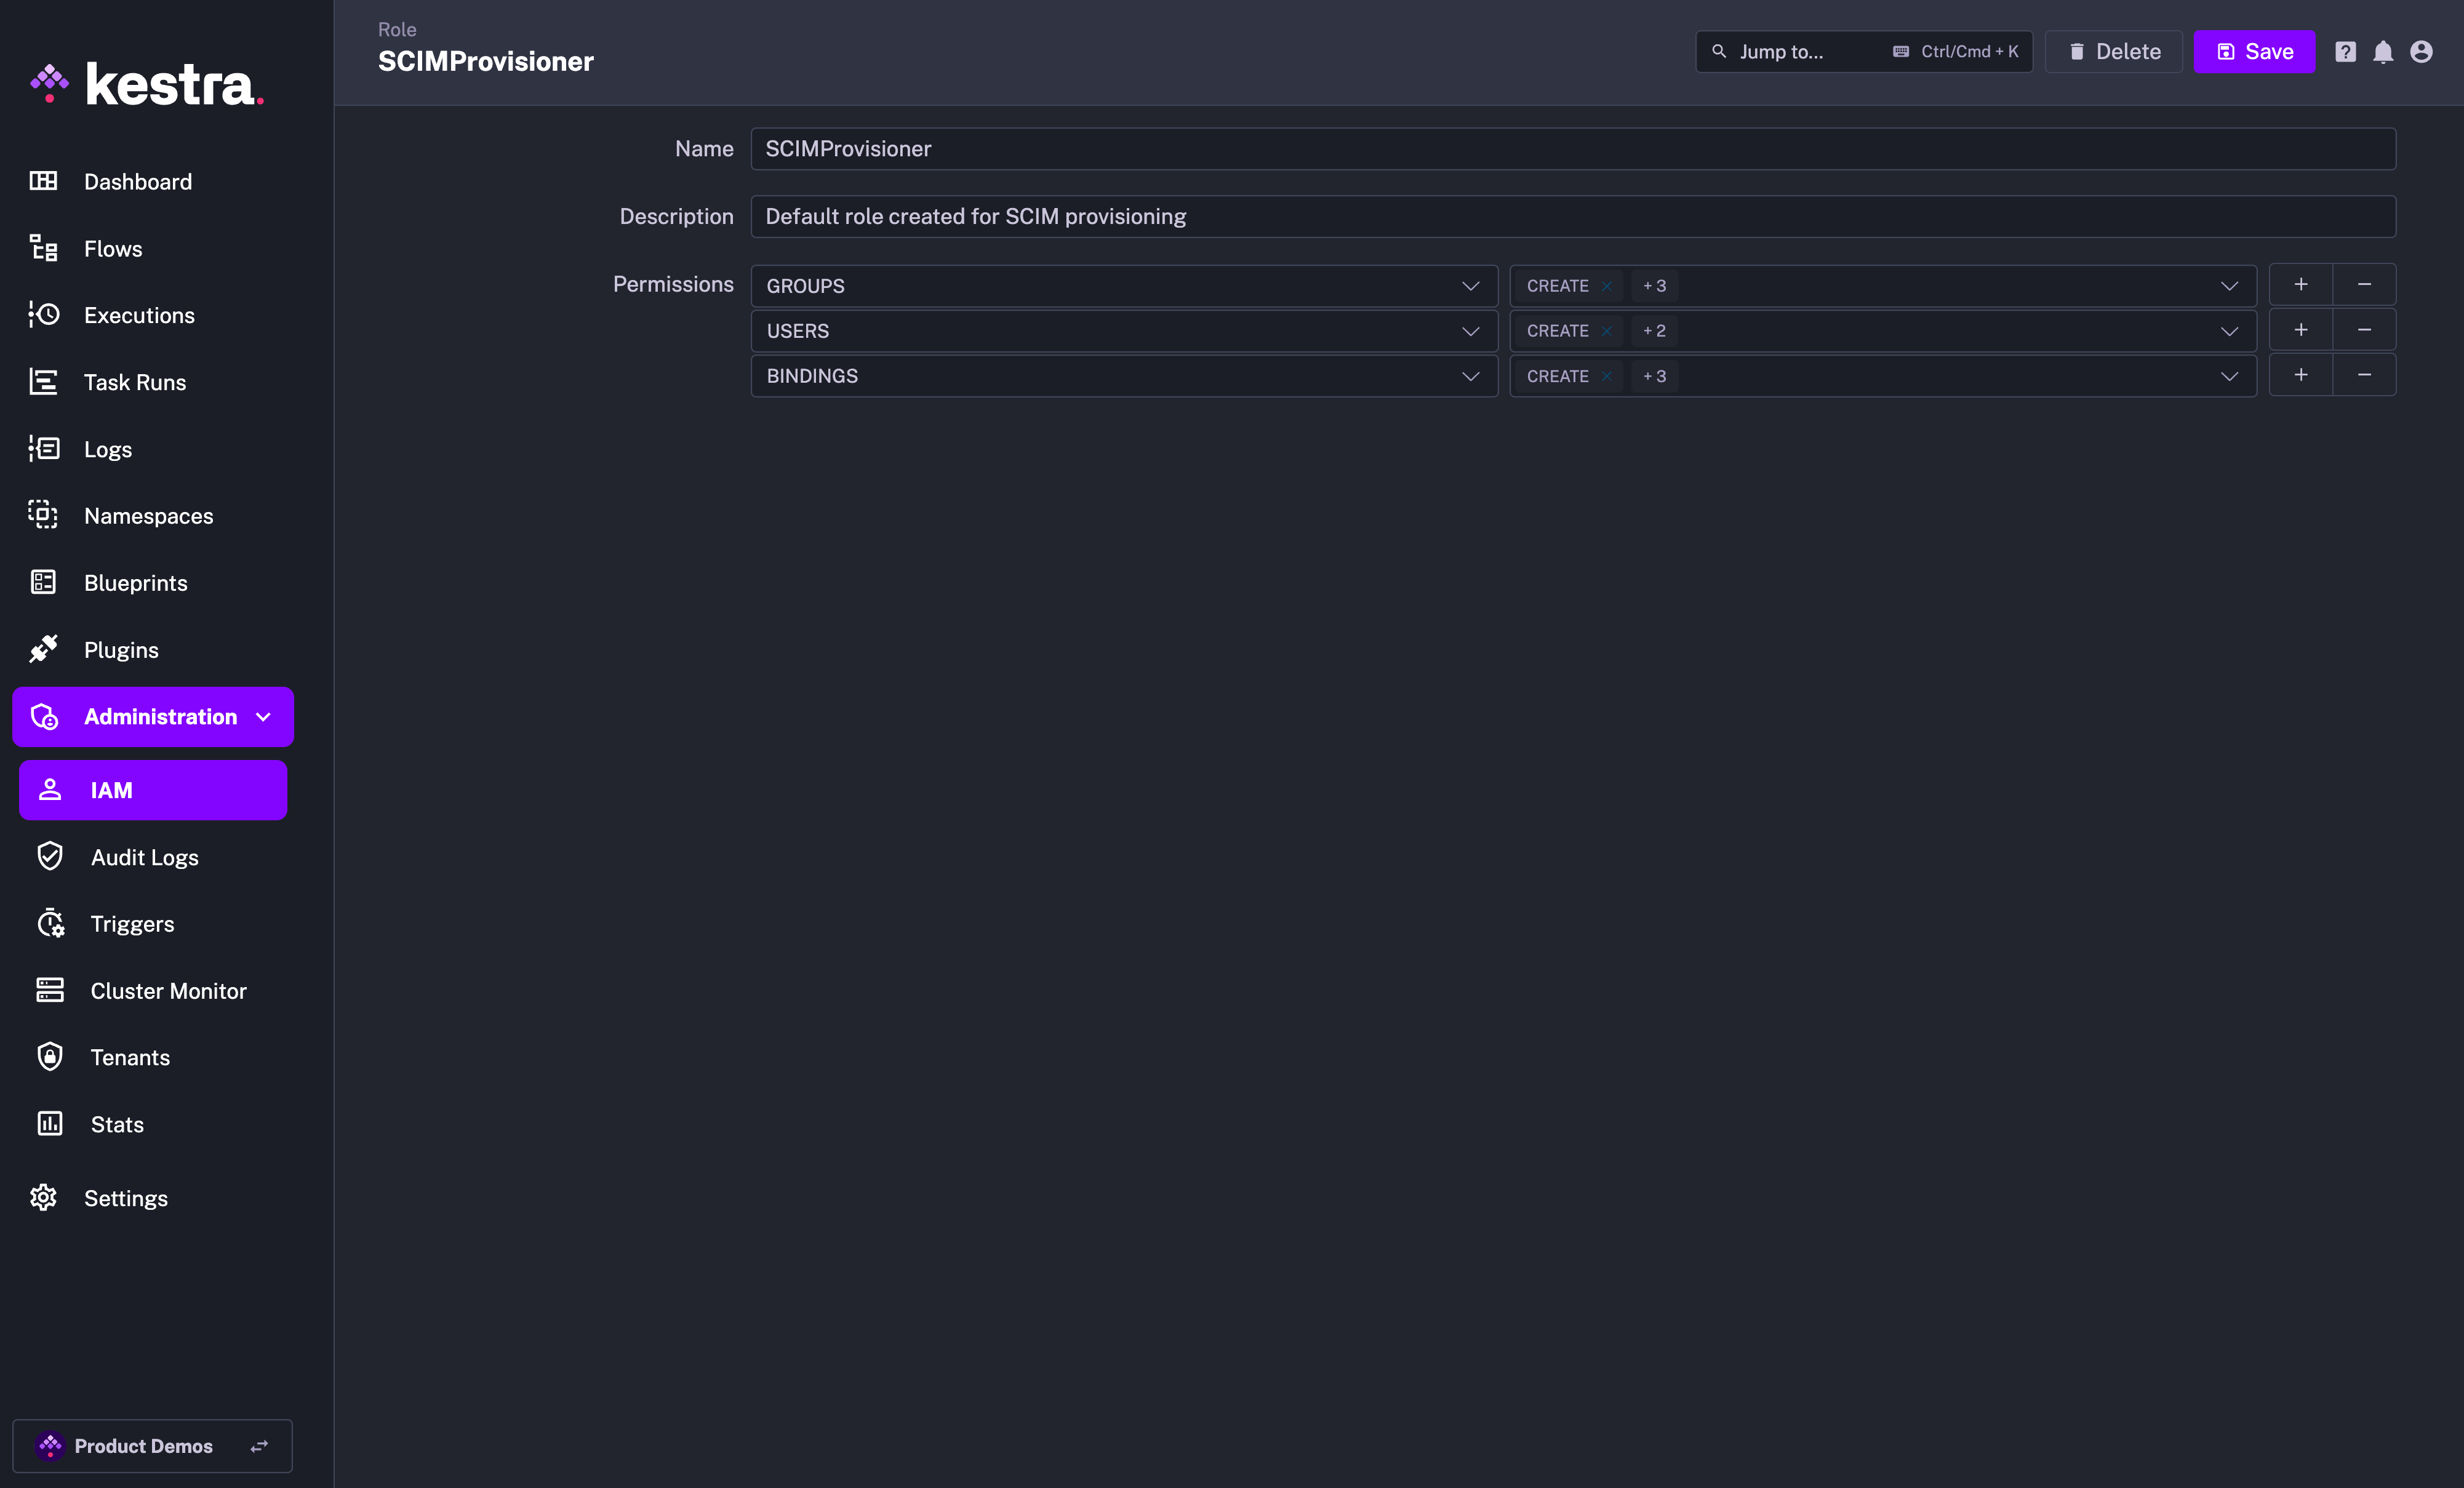 kestra.
Dashboard
Flows
Executions
Task Runs
Logs
Namespaces
Blueprints
Plugins
Administration
IAM
Audit Logs
Triggers
Cluster Monitor
Tenants
Stats
Settings
Product Demos
Role
SCIMProvisioner
Jump to... Ctrl/Cmd + K
Delete
Save
?
Name SCIMProvisioner
Description Default role created for SCIM provisioning
Permissions GROUPS CREATE × + 3 + −
USERS CREATE × + 2 + −
BINDINGS CREATE × + 3 + −